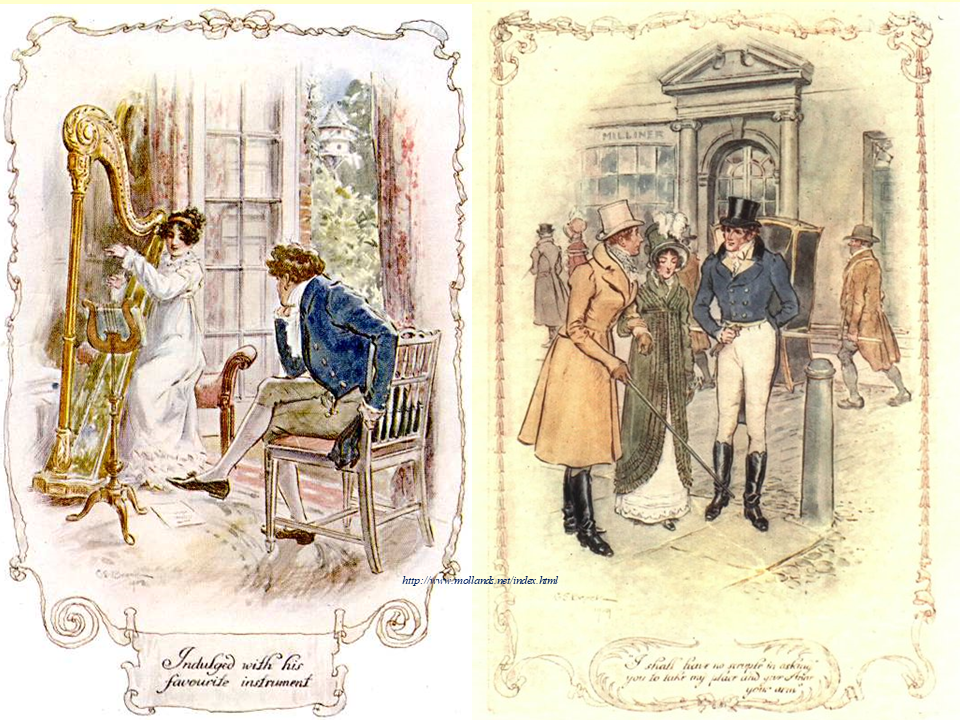 MILLINER
http://www.mollands.net/index.html
Indulged with his
favourite instrument
I shall have no scruple in asking
you to take my place and give
your arm